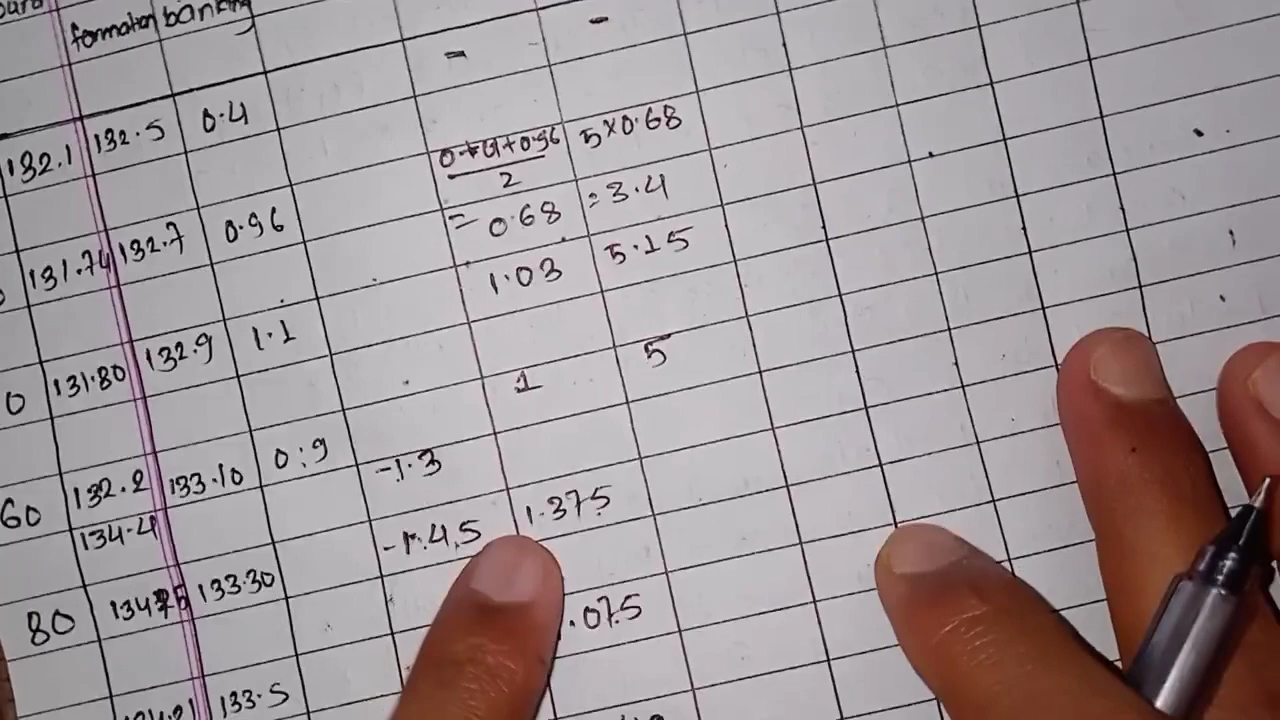 formation banking
- -
132.1 132.5 0.4
0.4+0.96 5×0.68
2
131.74 132.7 0.96 = 0.68 = 3.4
1.03 5.15
0 131.80 132.9 1.1
1 5
60 132.2 133.10 0.9 -1.3
134.4 -1.45 1.375
80 133.30 .075
133.5